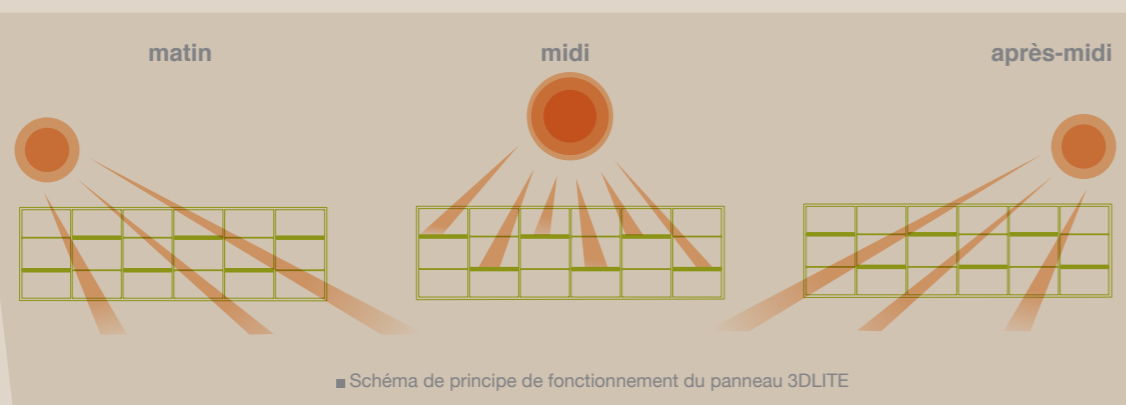 matin
midi
après-midi
Schéma de principe de fonctionnement du panneau 3DLITE